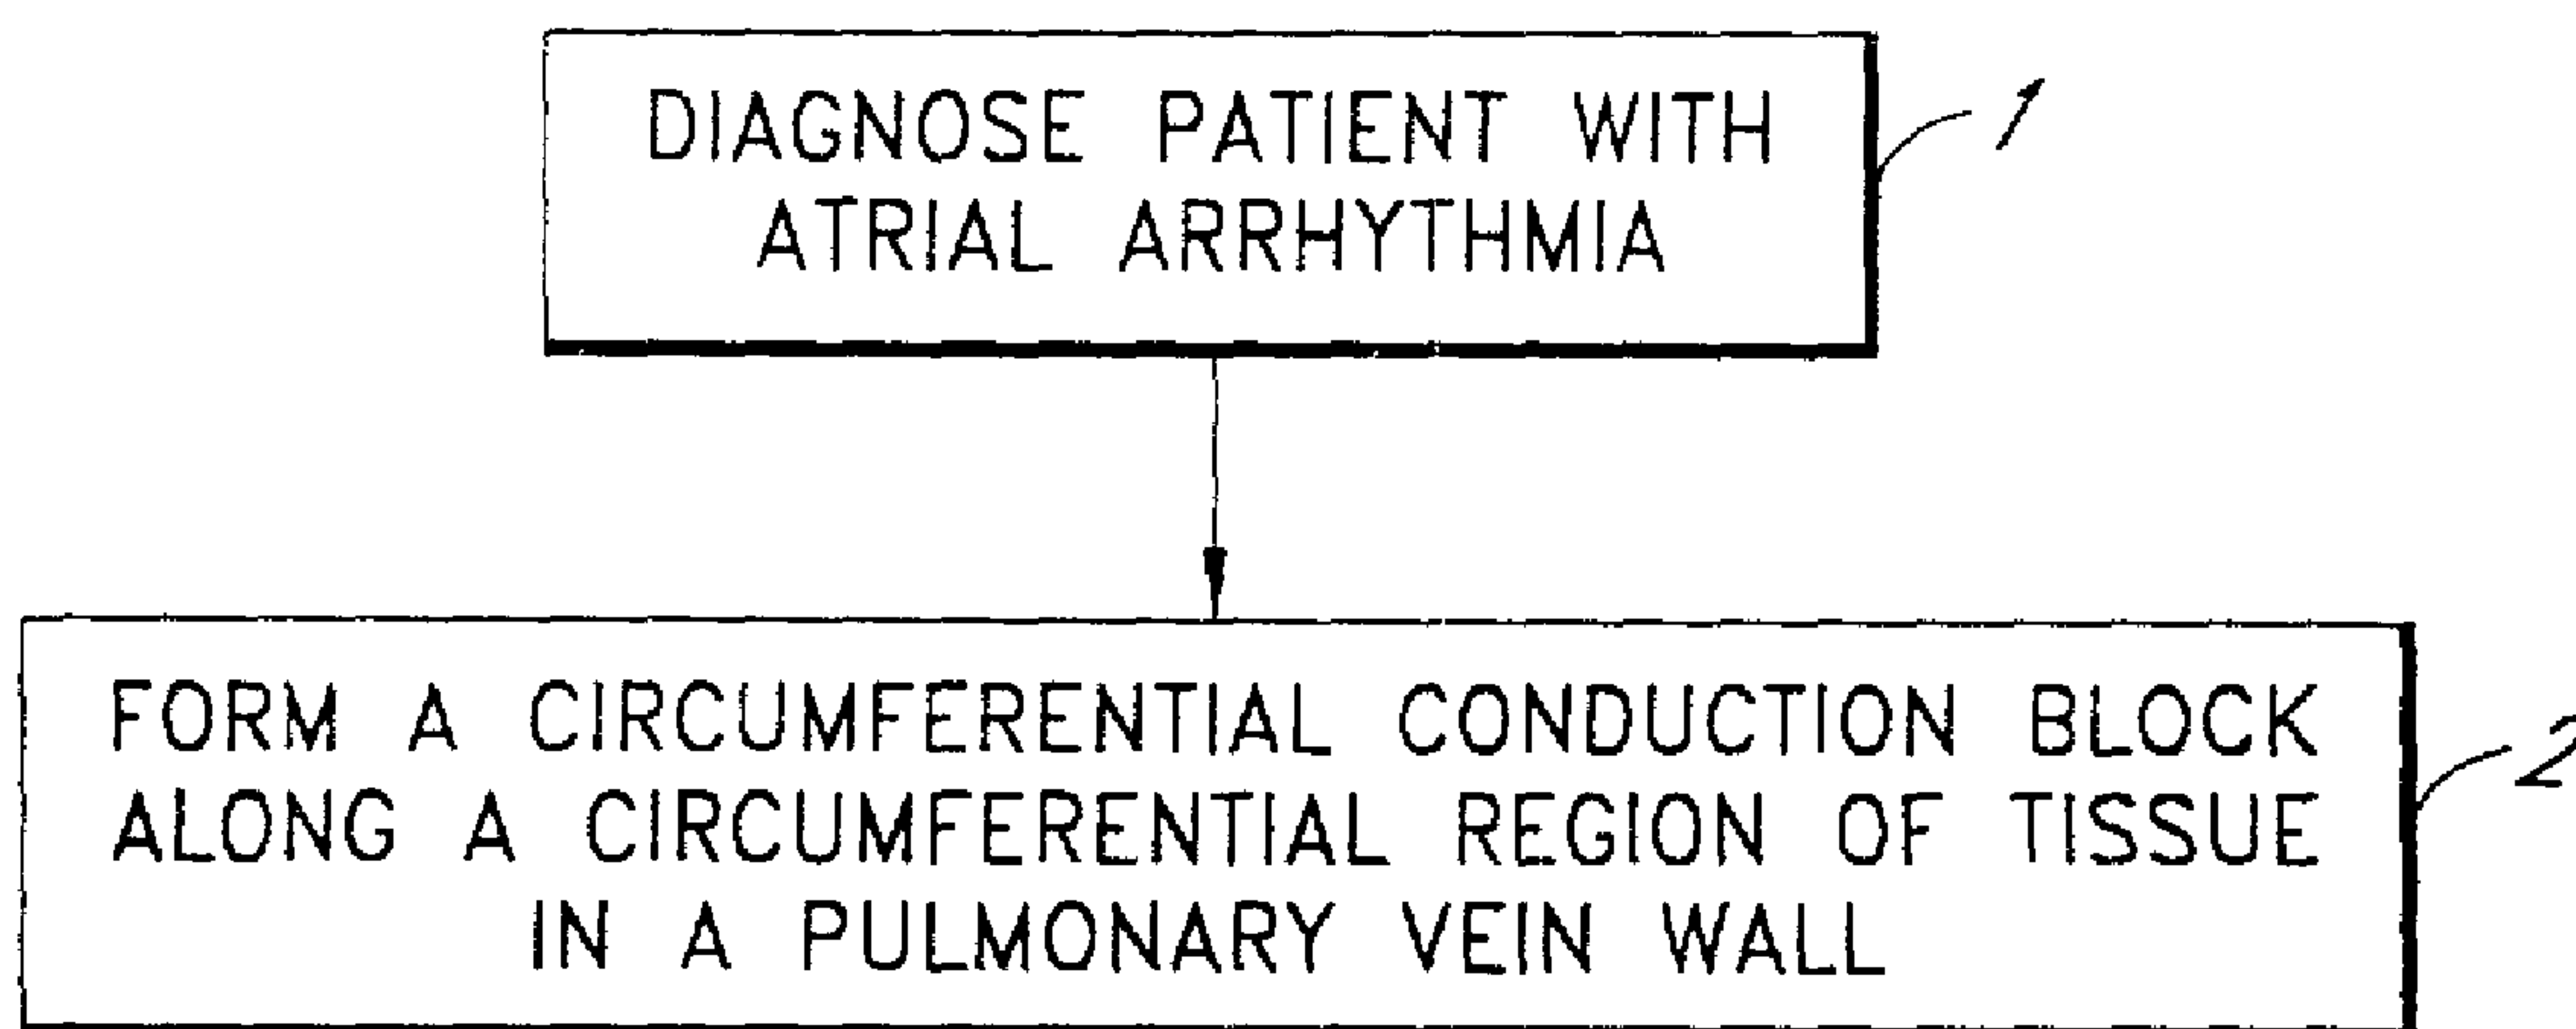 DIAGNOSE PATIENT WITH
ATRIAL ARRHYTHMIA
1
FORM A CIRCUMFERENTIAL CONDUCTION BLOCK
ALONG A CIRCUMFERENTIAL REGION OF TISSUE
IN A PULMONARY VEIN WALL
2